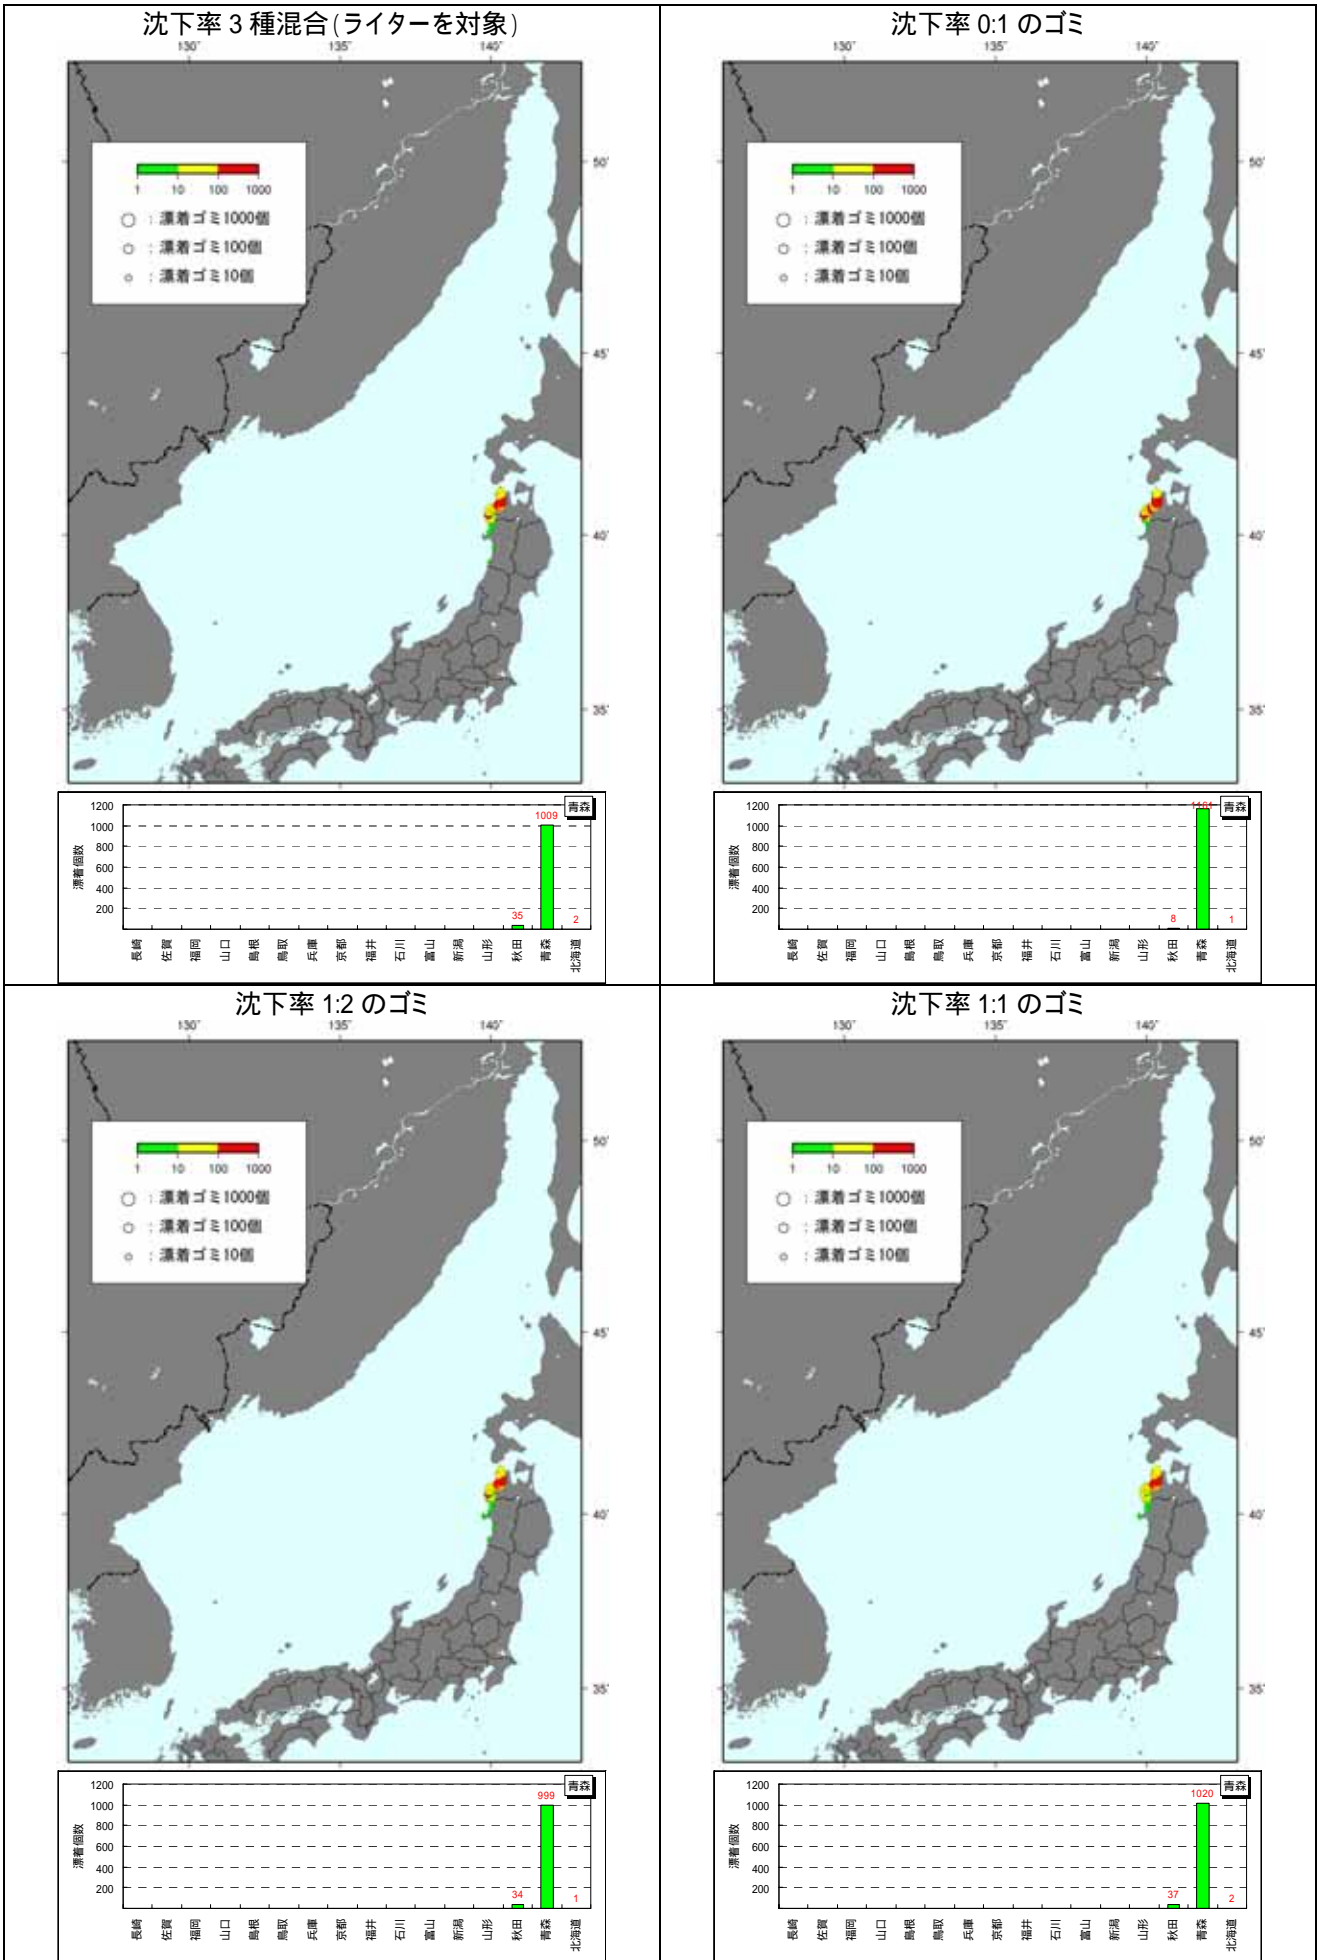 沈下率 3 種混合(ライターを対象)
130° 135° 140°
50°
45°
40°
35°
1 10 100 1000
○ : 漂着ゴミ1000個
○ : 漂着ゴミ100個
○ : 漂着ゴミ10個
青森
漂着個数
1200
1000
800
600
400
200
35 1009 2
長崎 佐賀 福岡 山口 島根 鳥取 兵庫 京都 福井 石川 富山 新潟 山形 秋田 青森 北海道
沈下率 0:1 のゴミ
130° 135° 140°
50°
45°
40°
35°
1 10 100 1000
○ : 漂着ゴミ1000個
○ : 漂着ゴミ100個
○ : 漂着ゴミ10個
青森
漂着個数
1200
1000
800
600
400
200
8 1
長崎 佐賀 福岡 山口 島根 鳥取 兵庫 京都 福井 石川 富山 新潟 山形 秋田 青森 北海道
沈下率 1:2 のゴミ
130° 135° 140°
50°
45°
40°
35°
1 10 100 1000
○ : 漂着ゴミ1000個
○ : 漂着ゴミ100個
○ : 漂着ゴミ10個
青森
漂着個数
1200
1000
800
600
400
200
34 999 1
長崎 佐賀 福岡 山口 島根 鳥取 兵庫 京都 福井 石川 富山 新潟 山形 秋田 青森 北海道
沈下率 1:1 のゴミ
130° 135° 140°
50°
45°
40°
35°
1 10 100 1000
○ : 漂着ゴミ1000個
○ : 漂着ゴミ100個
○ : 漂着ゴミ10個
青森
漂着個数
1200
1000
800
600
400
200
37 1020 2
長崎 佐賀 福岡 山口 島根 鳥取 兵庫 京都 福井 石川 富山 新潟 山形 秋田 青森 北海道